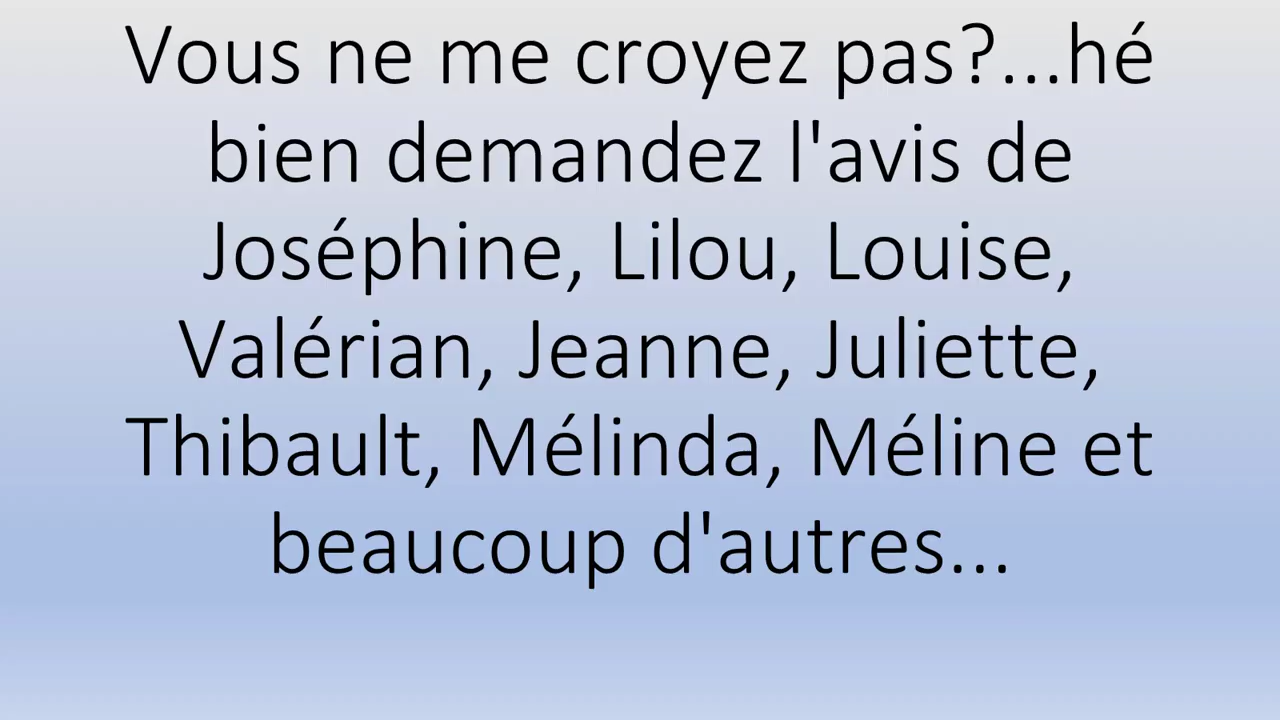 Vous ne me croyez pas?...hé
bien demandez l'avis de
Joséphine, Lilou, Louise,
Valérian, Jeanne, Juliette,
Thibault, Mélinda, Méline et
beaucoup d'autres...